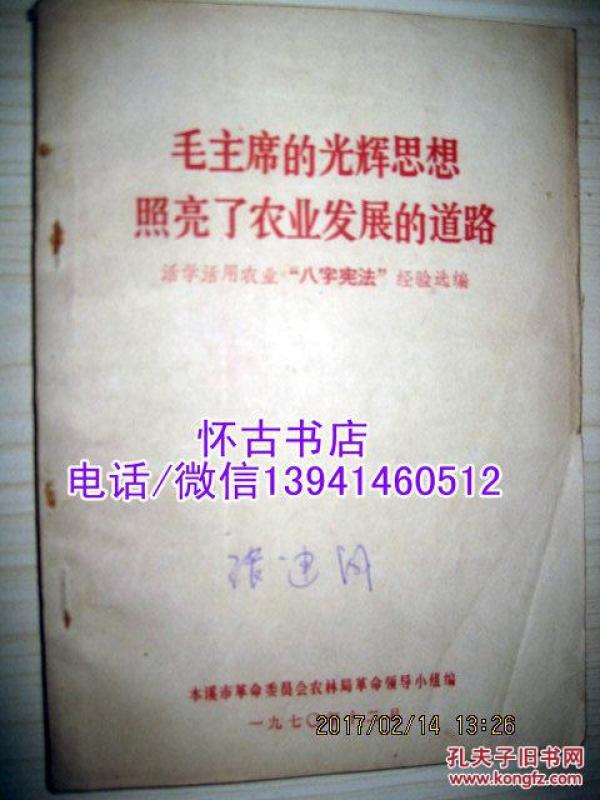 毛主席的光辉思想
照亮了农业发展的道路
活学活用农业“八字宪法”经验选编
怀古书店
电话/微信13941460512
本溪市革命委员会农林局革命领导小组编
一九七〇
2017/02/14 13:26
孔夫子旧书网
www.kongfz.com